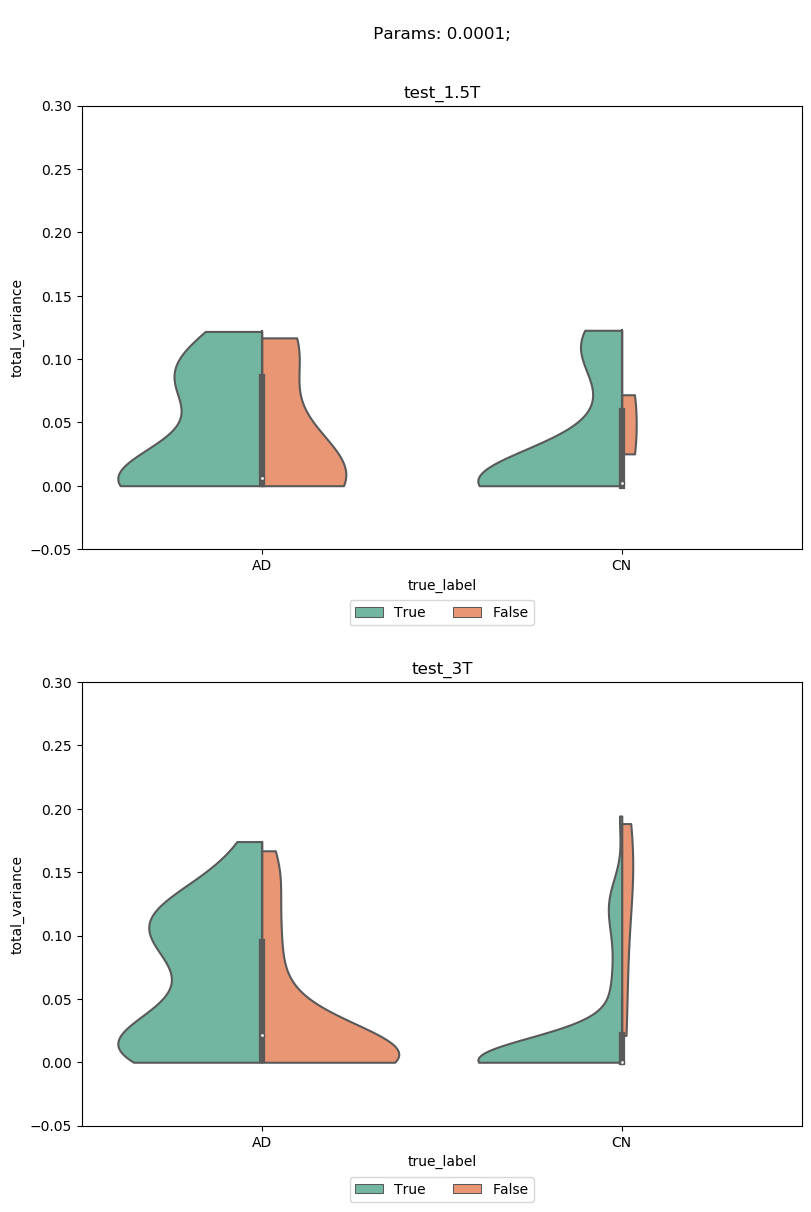 Params: 0.0001;
test_1.5T
0.30
0.25
0.20
0.15
0.10
0.05
0.00
−0.05
total_variance
AD CN
true_label
True False
test_3T
0.30
0.25
0.20
0.15
0.10
0.05
0.00
−0.05
total_variance
AD CN
true_label
True False